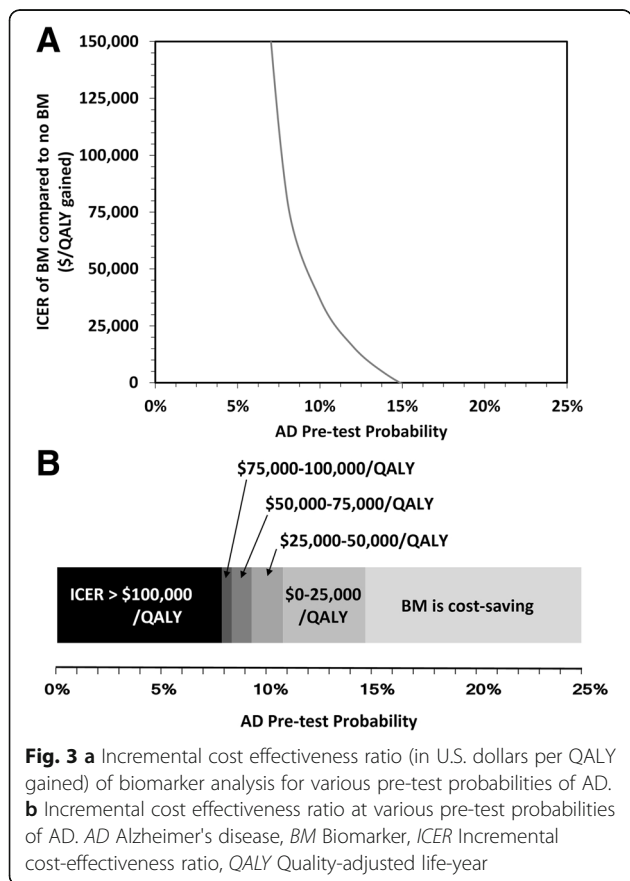 A
ICER of BM compared to no BM
($/QALY gained)
150,000
125,000
100,000
75,000
50,000
25,000
0
0% 5% 10% 15% 20% 25%
AD Pre-test Probability
B
$75,000-100,000/QALY
$50,000-75,000/QALY
$25,000-50,000/QALY
ICER > $100,000
/QALY
$0-25,000
/QALY
BM is cost-saving
0% 5% 10% 15% 20% 25%
AD Pre-test Probability
Fig. 3 a Incremental cost effectiveness ratio (in U.S. dollars per QALY
gained) of biomarker analysis for various pre-test probabilities of AD.
b Incremental cost effectiveness ratio at various pre-test probabilities
of AD. AD Alzheimer's disease, BM Biomarker, ICER Incremental
cost-effectiveness ratio, QALY Quality-adjusted life-year